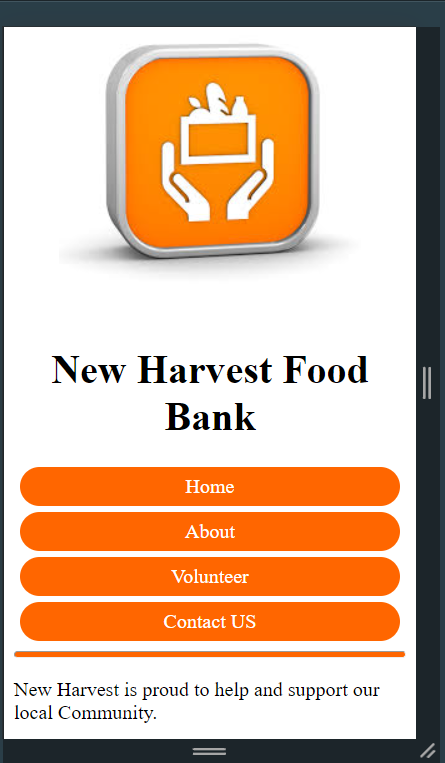 New Harvest Food
Bank
Home
About
Volunteer
Contact US
New Harvest is proud to help and support our
local Community.